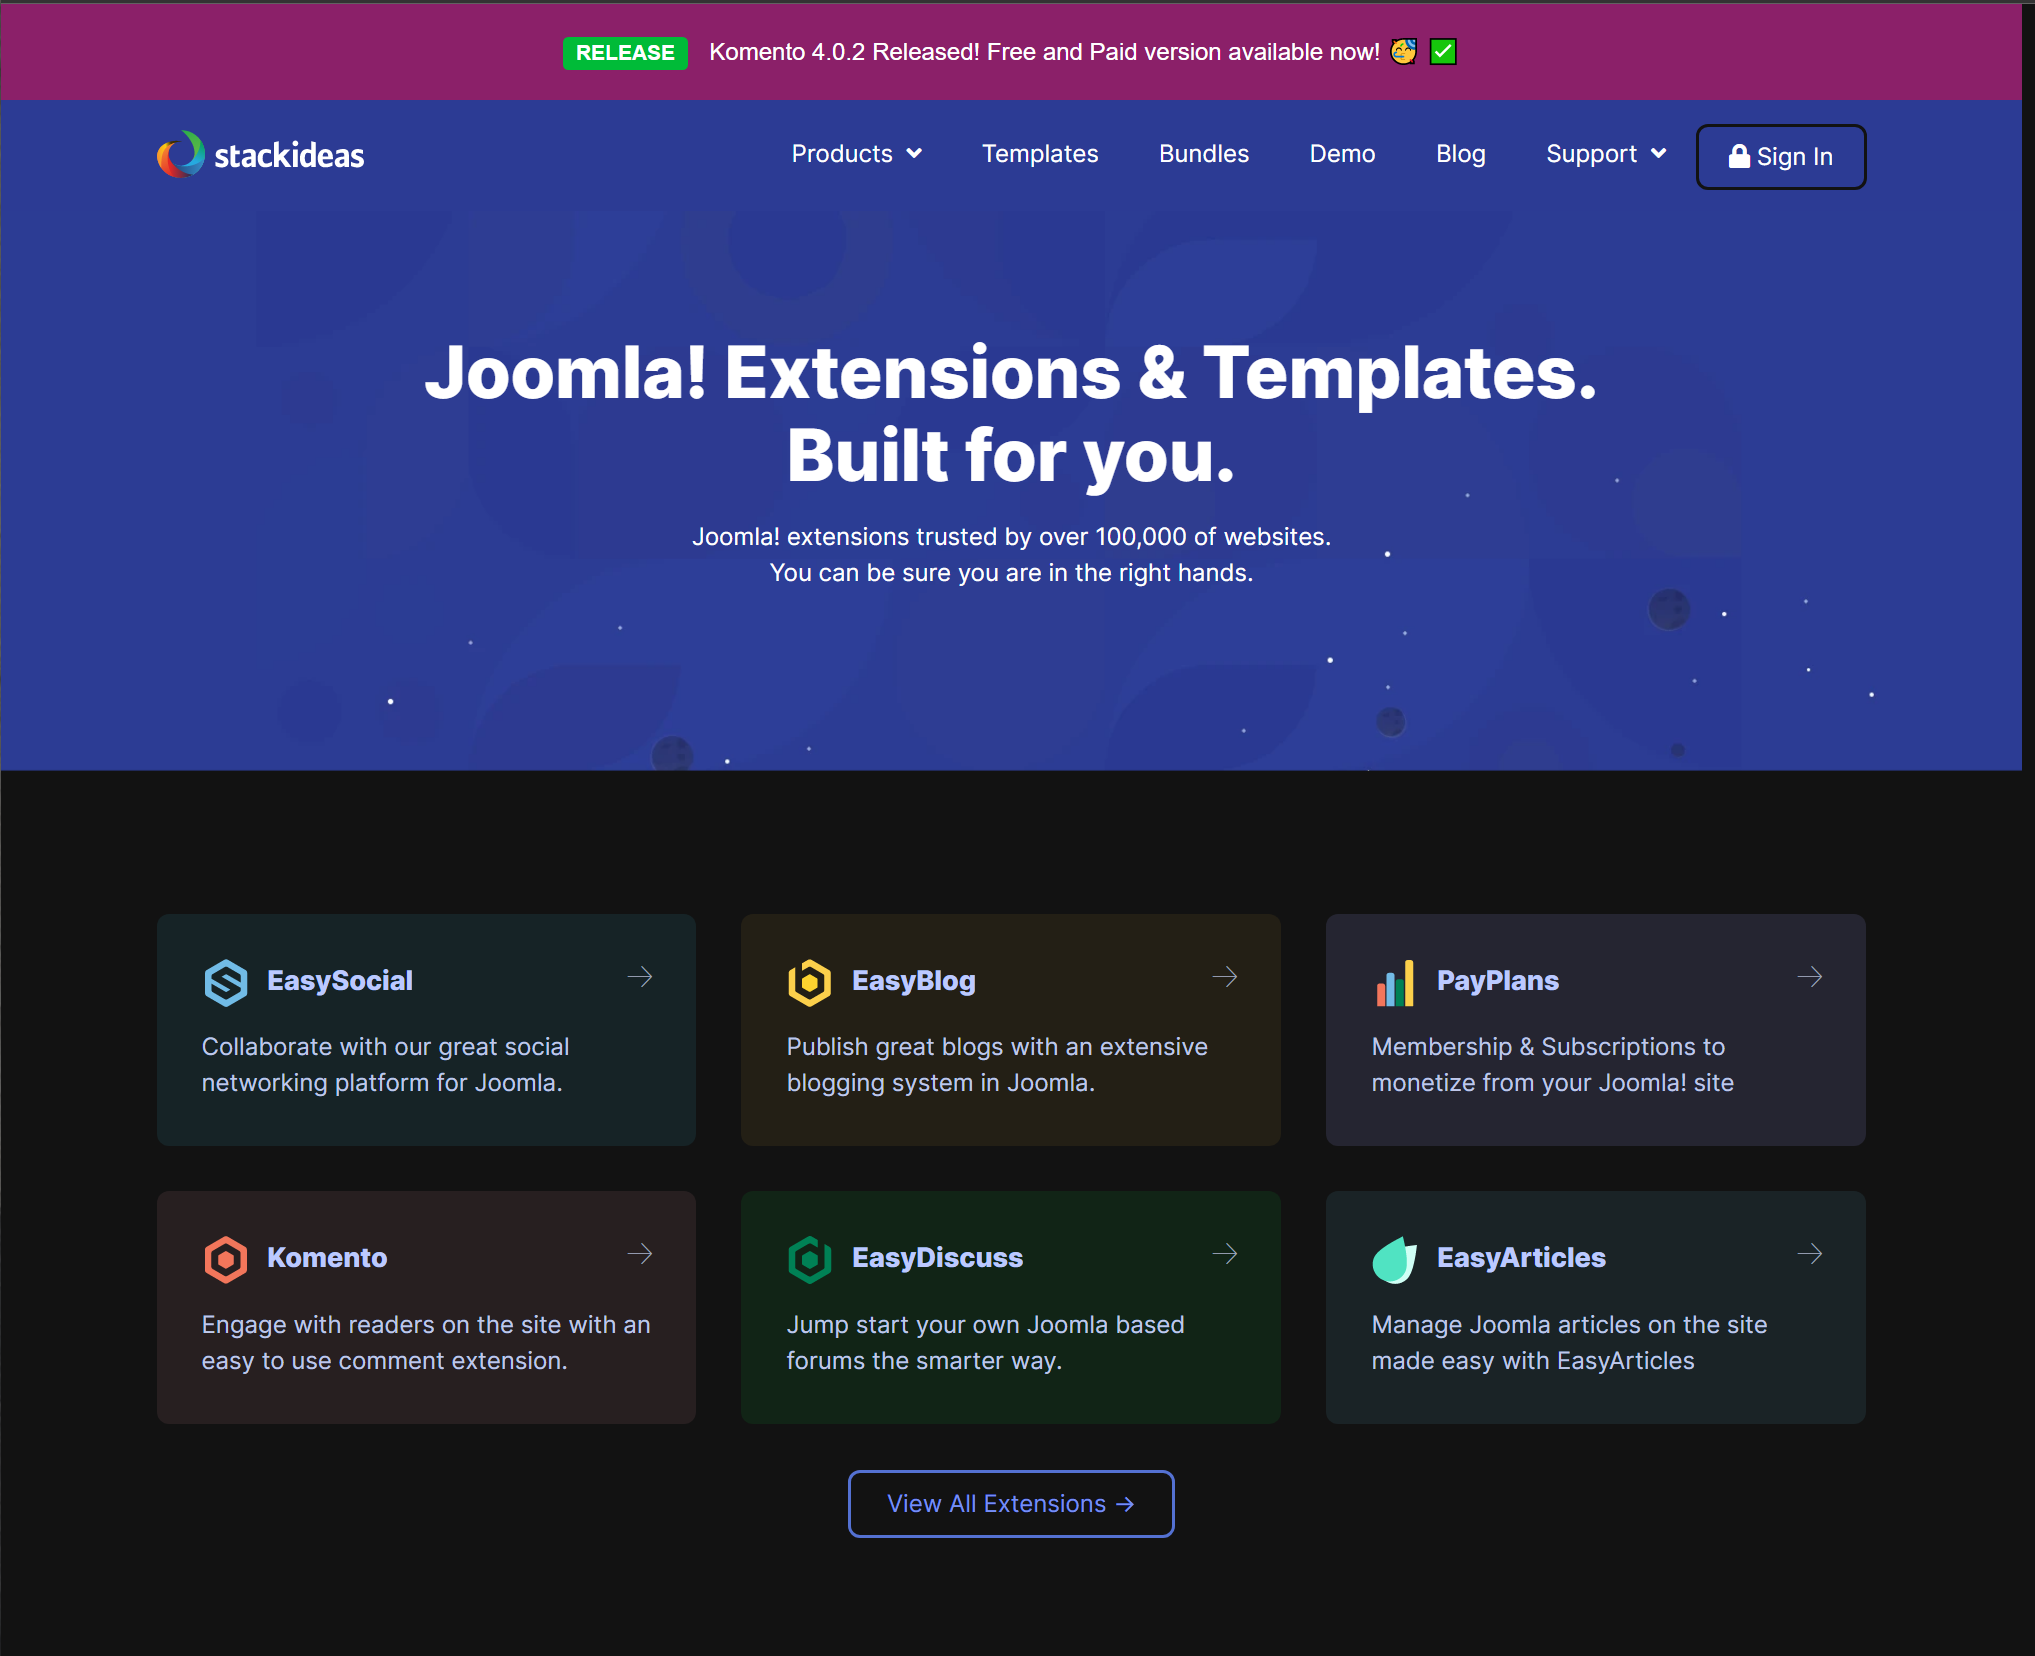 RELEASE Komento 4.0.2 Released! Free and Paid version available now! 🥳 ✅
stackideas
Products
Templates
Bundles
Demo
Blog
Support
Sign In
Joomla! Extensions & Templates.
Built for you.
Joomla! extensions trusted by over 100,000 of websites.
You can be sure you are in the right hands.
EasySocial
Collaborate with our great social
networking platform for Joomla.
EasyBlog
Publish great blogs with an extensive
blogging system in Joomla.
PayPlans
Membership & Subscriptions to
monetize from your Joomla! site
Komento
Engage with readers on the site with an
easy to use comment extension.
EasyDiscuss
Jump start your own Joomla based
forums the smarter way.
EasyArticles
Manage Joomla articles on the site
made easy with EasyArticles
View All Extensions →